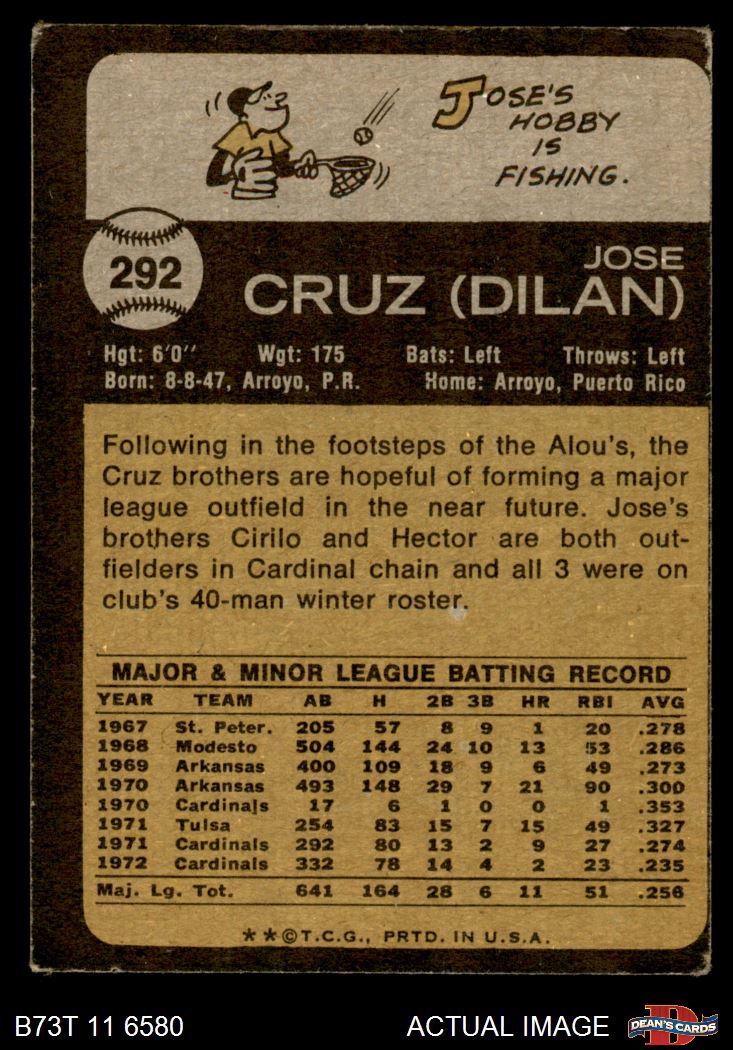 JOSE'S
HOBBY
IS
FISHING.
292
JOSE
CRUZ (DILAN)
Hgt: 6'0" Wgt: 175 Bats: Left Throws: Left
Born: 8-8-47, Arroyo, P.R. Home: Arroyo, Puerto Rico
Following in the footsteps of the Alou's, the
Cruz brothers are hopeful of forming a major
league outfield in the near future. Jose's
brothers Cirilo and Hector are both out-
fielders in Cardinal chain and all 3 were on
club's 40-man winter roster.
MAJOR & MINOR LEAGUE BATTING RECORD
YEAR TEAM AB H 2B 3B HR RBI AVG
1967 St. Peter. 205 57 8 9 1 20 .278
1968 Modesto 504 144 24 10 13 53 .286
1969 Arkansas 400 109 18 9 6 49 .273
1970 Arkansas 493 148 29 7 21 90 .300
1970 Cardinals 17 6 1 0 0 1 .353
1971 Tulsa 254 83 15 7 15 49 .327
1971 Cardinals 292 80 13 2 9 27 .274
1972 Cardinals 332 78 14 4 2 23 .235
Maj. Lg. Tot. 641 164 28 6 11 51 .256
**©T.C.G., PRTD. IN U.S.A.
B73T 11 6580 ACTUAL IMAGE
D
DEAN'S CARDS